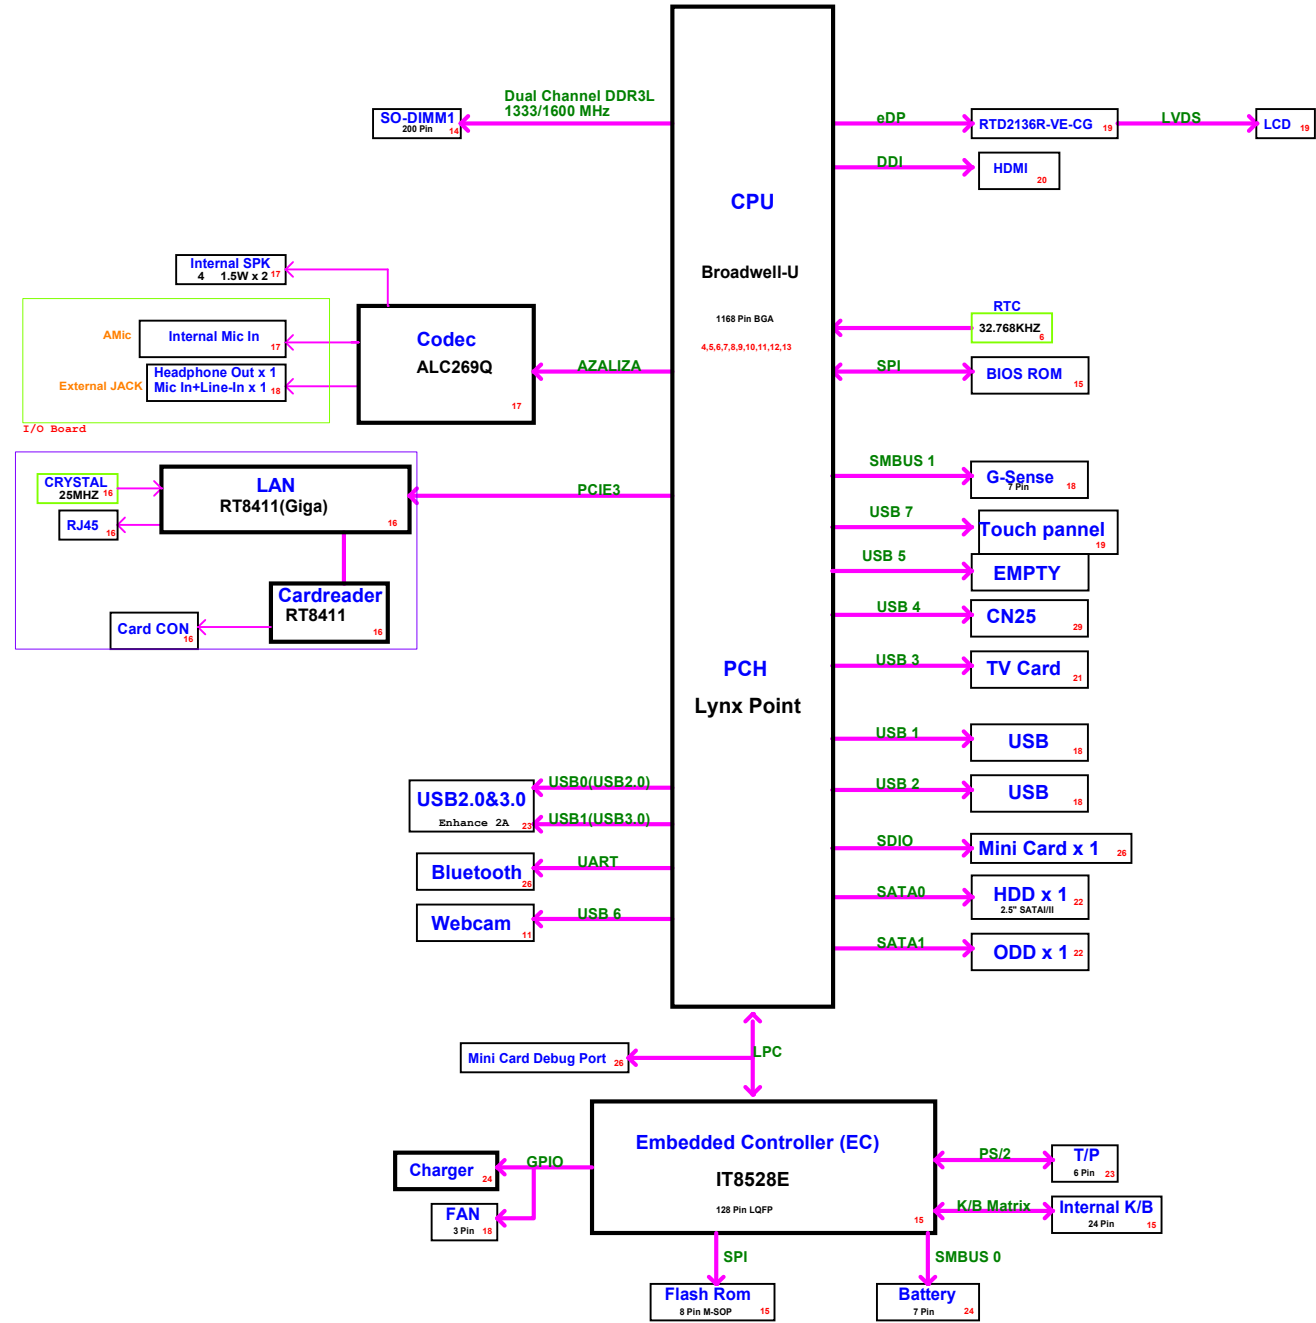 Dual Channel DDR3L
1333/1600 MHz
SO-DIMM1
200 Pin
14
eDP
RTD2136R-VE-CG
19
LVDS
LCD
19
DDI
HDMI
20
CPU
Broadwell-U
1168 Pin BGA
4,5,6,7,8,9,10,11,12,13
Internal SPK
4 1.5W x 2
17
AMic
Internal Mic In
17
External JACK
Headphone Out x 1
Mic In+Line-In x 1
18
I/O Board
Codec
ALC269Q
17
AZALIZA
RTC
32.768KHZ
6
SPI
BIOS ROM
15
CRYSTAL
25MHZ
16
LAN
RT8411(Giga)
16
RJ45
16
PCIE3
Cardreader
RT8411
16
Card CON
16
SMBUS 1
G-Sense
7 Pin
18
USB 7
Touch pannel
19
USB 5
EMPTY
USB 4
CN25
29
USB 3
TV Card
21
PCH
Lynx Point
USB 1
USB
18
USB 2
USB
18
USB0(USB2.0)
USB2.0&3.0
Enhance 2A
23
USB1(USB3.0)
SDIO
Mini Card x 1
26
UART
Bluetooth
26
SATA0
HDD x 1
2.5" SATAI/II
22
USB 6
Webcam
11
SATA1
ODD x 1
22
LPC
Mini Card Debug Port
26
Embedded Controller (EC)
IT8528E
128 Pin LQFP
15
GPIO
Charger
24
FAN
3 Pin
18
PS/2
T/P
6 Pin
23
K/B Matrix
Internal K/B
24 Pin
15
SPI
Flash Rom
8 Pin M-SOP
15
SMBUS 0
Battery
7 Pin
24